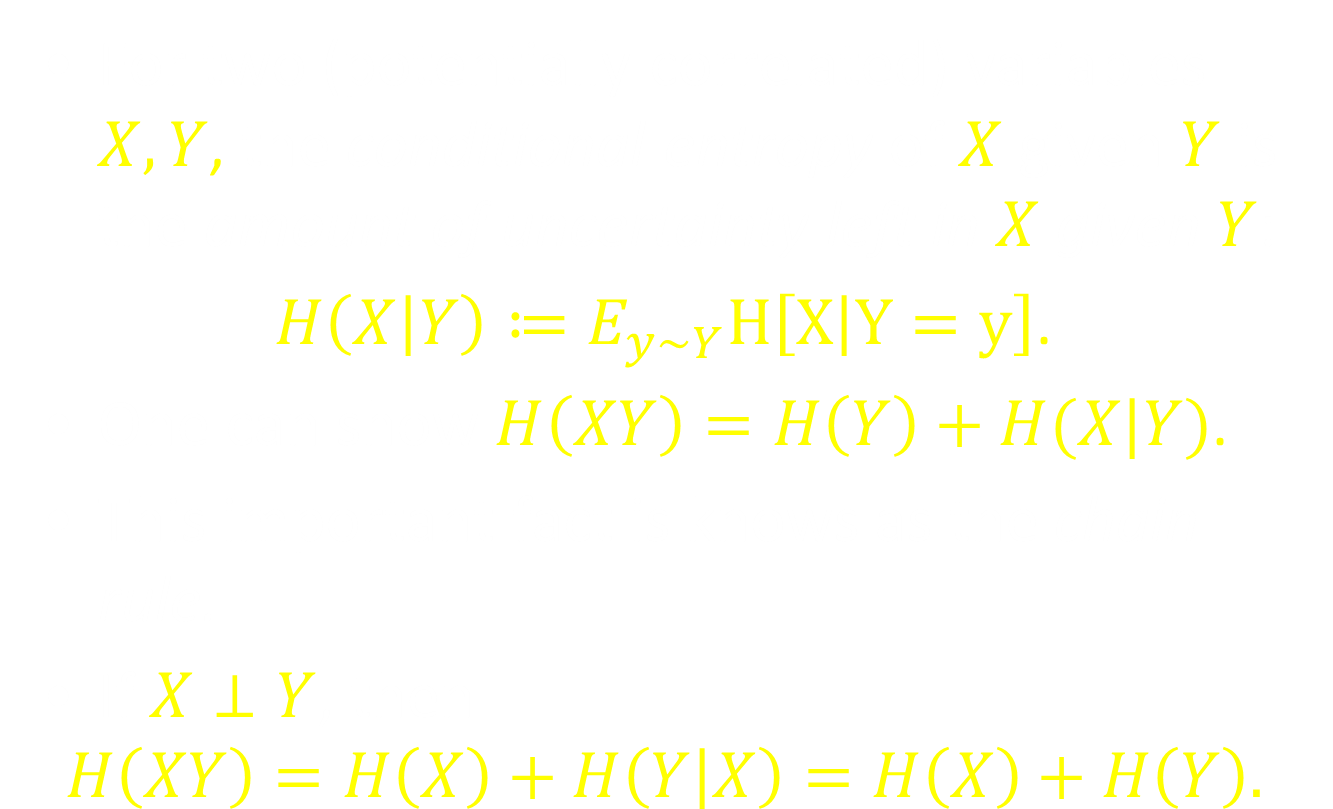 X, Y, X Y
X Y
H(X|Y) ≔ E_{y~Y}H[X|Y = y].
H(XY) = H(Y) + H(X|Y).
X ⊥ Y
H(XY) = H(X) + H(Y|X) = H(X) + H(Y).